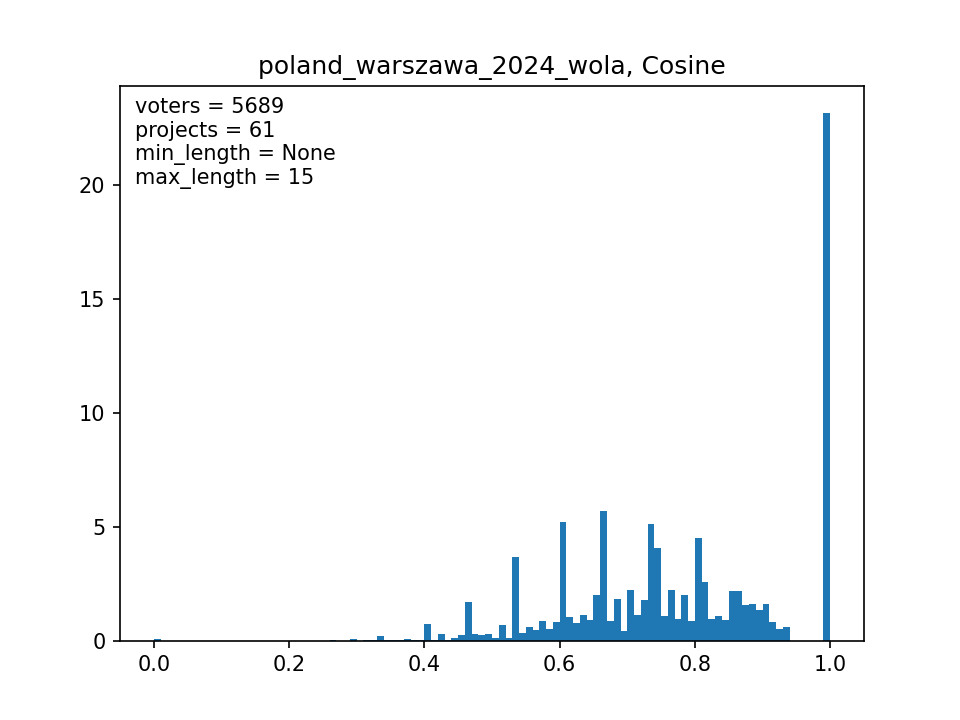 poland_warszawa_2024_wola, Cosine
voters = 5689
projects = 61
min_length = None
max_length = 15
20
15
10
5
0
0.0 0.2 0.4 0.6 0.8 1.0